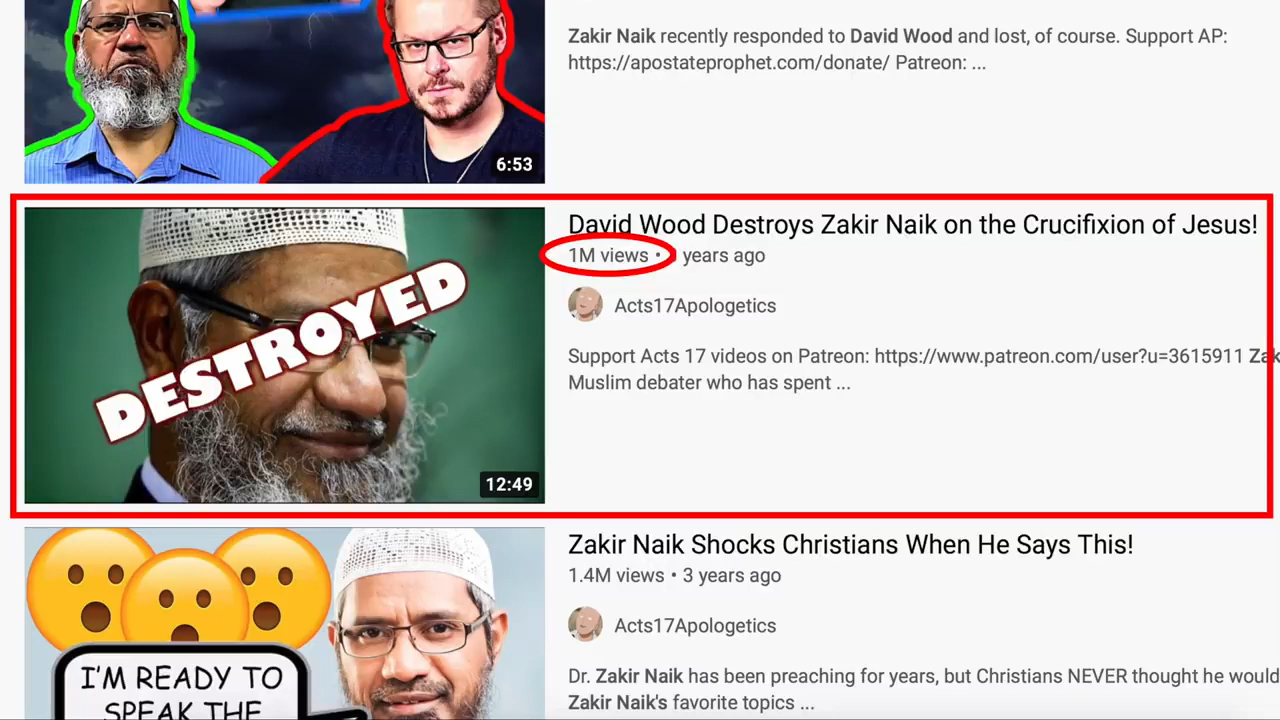 Zakir Naik recently responded to David Wood and lost, of course. Support AP:
https://apostateprophet.com/donate/ Patreon: ...
6:53
David Wood Destroys Zakir Naik on the Crucifixion of Jesus!
1M views • years ago
DESTROYED
Acts17Apologetics
Support Acts 17 videos on Patreon: https://www.patreon.com/user?u=3615911 Zak
Muslim debater who has spent ...
12:49
Zakir Naik Shocks Christians When He Says This!
1.4M views • 3 years ago
Acts17Apologetics
I'M READY TO
SPEAK THE
Dr. Zakir Naik has been preaching for years, but Christians NEVER thought he would
Zakir Naik's favorite topics ...